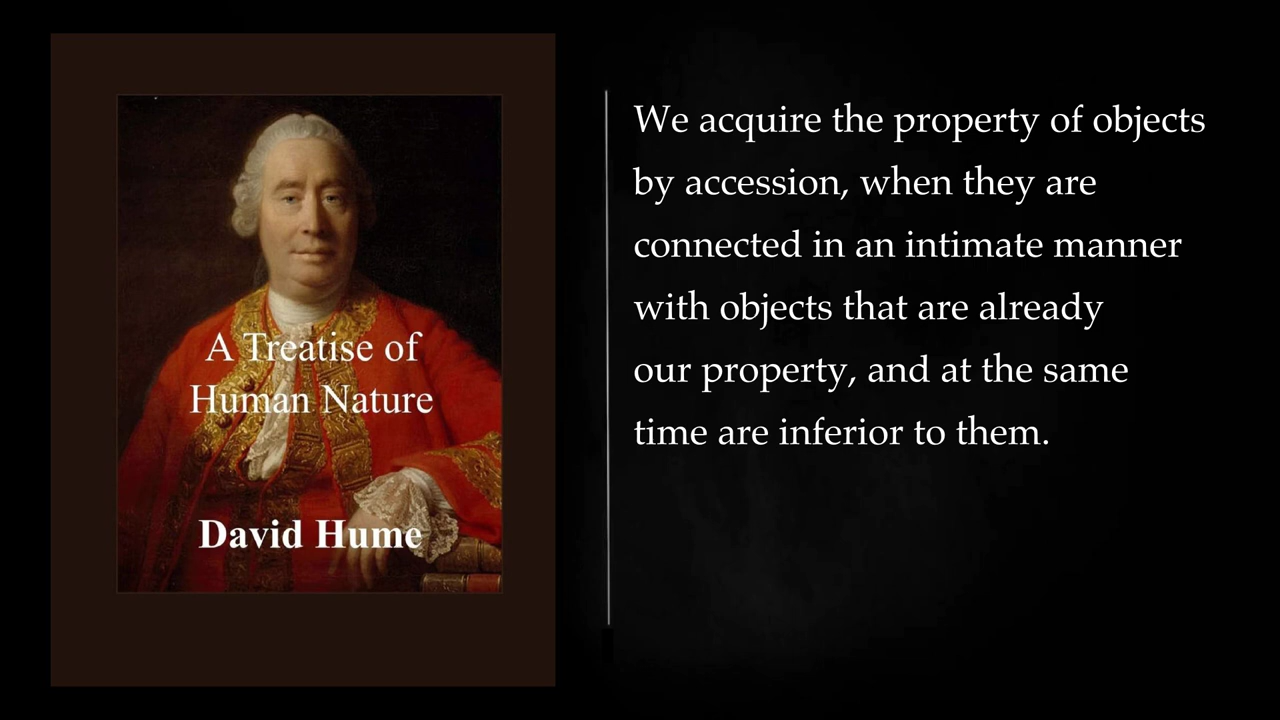 A Treatise of
Human Nature
David Hume
We acquire the property of objects
by accession, when they are
connected in an intimate manner
with objects that are already
our property, and at the same
time are inferior to them.